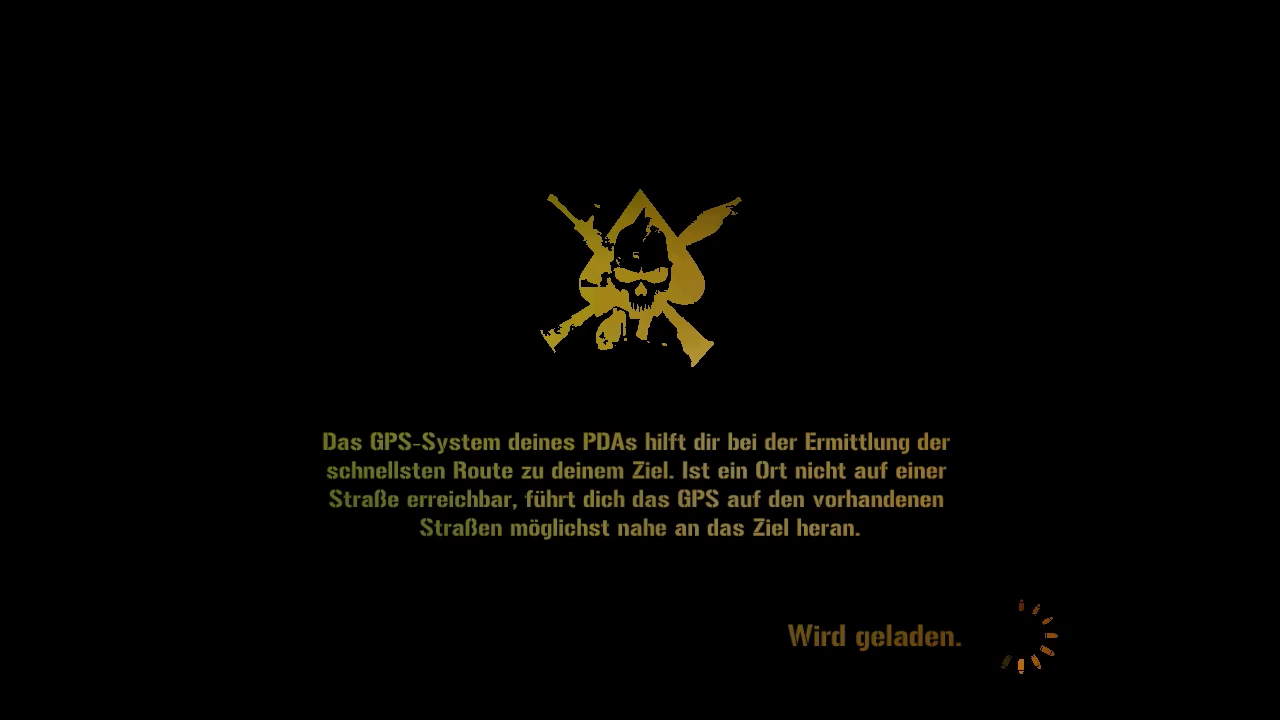 Das GPS-System deines PDAs hilft dir bei der Ermittlung der
schnellsten Route zu deinem Ziel. Ist ein Ort nicht auf einer
Straße erreichbar, führt dich das GPS auf den vorhandenen
Straßen möglichst nahe an das Ziel heran.
Wird geladen.